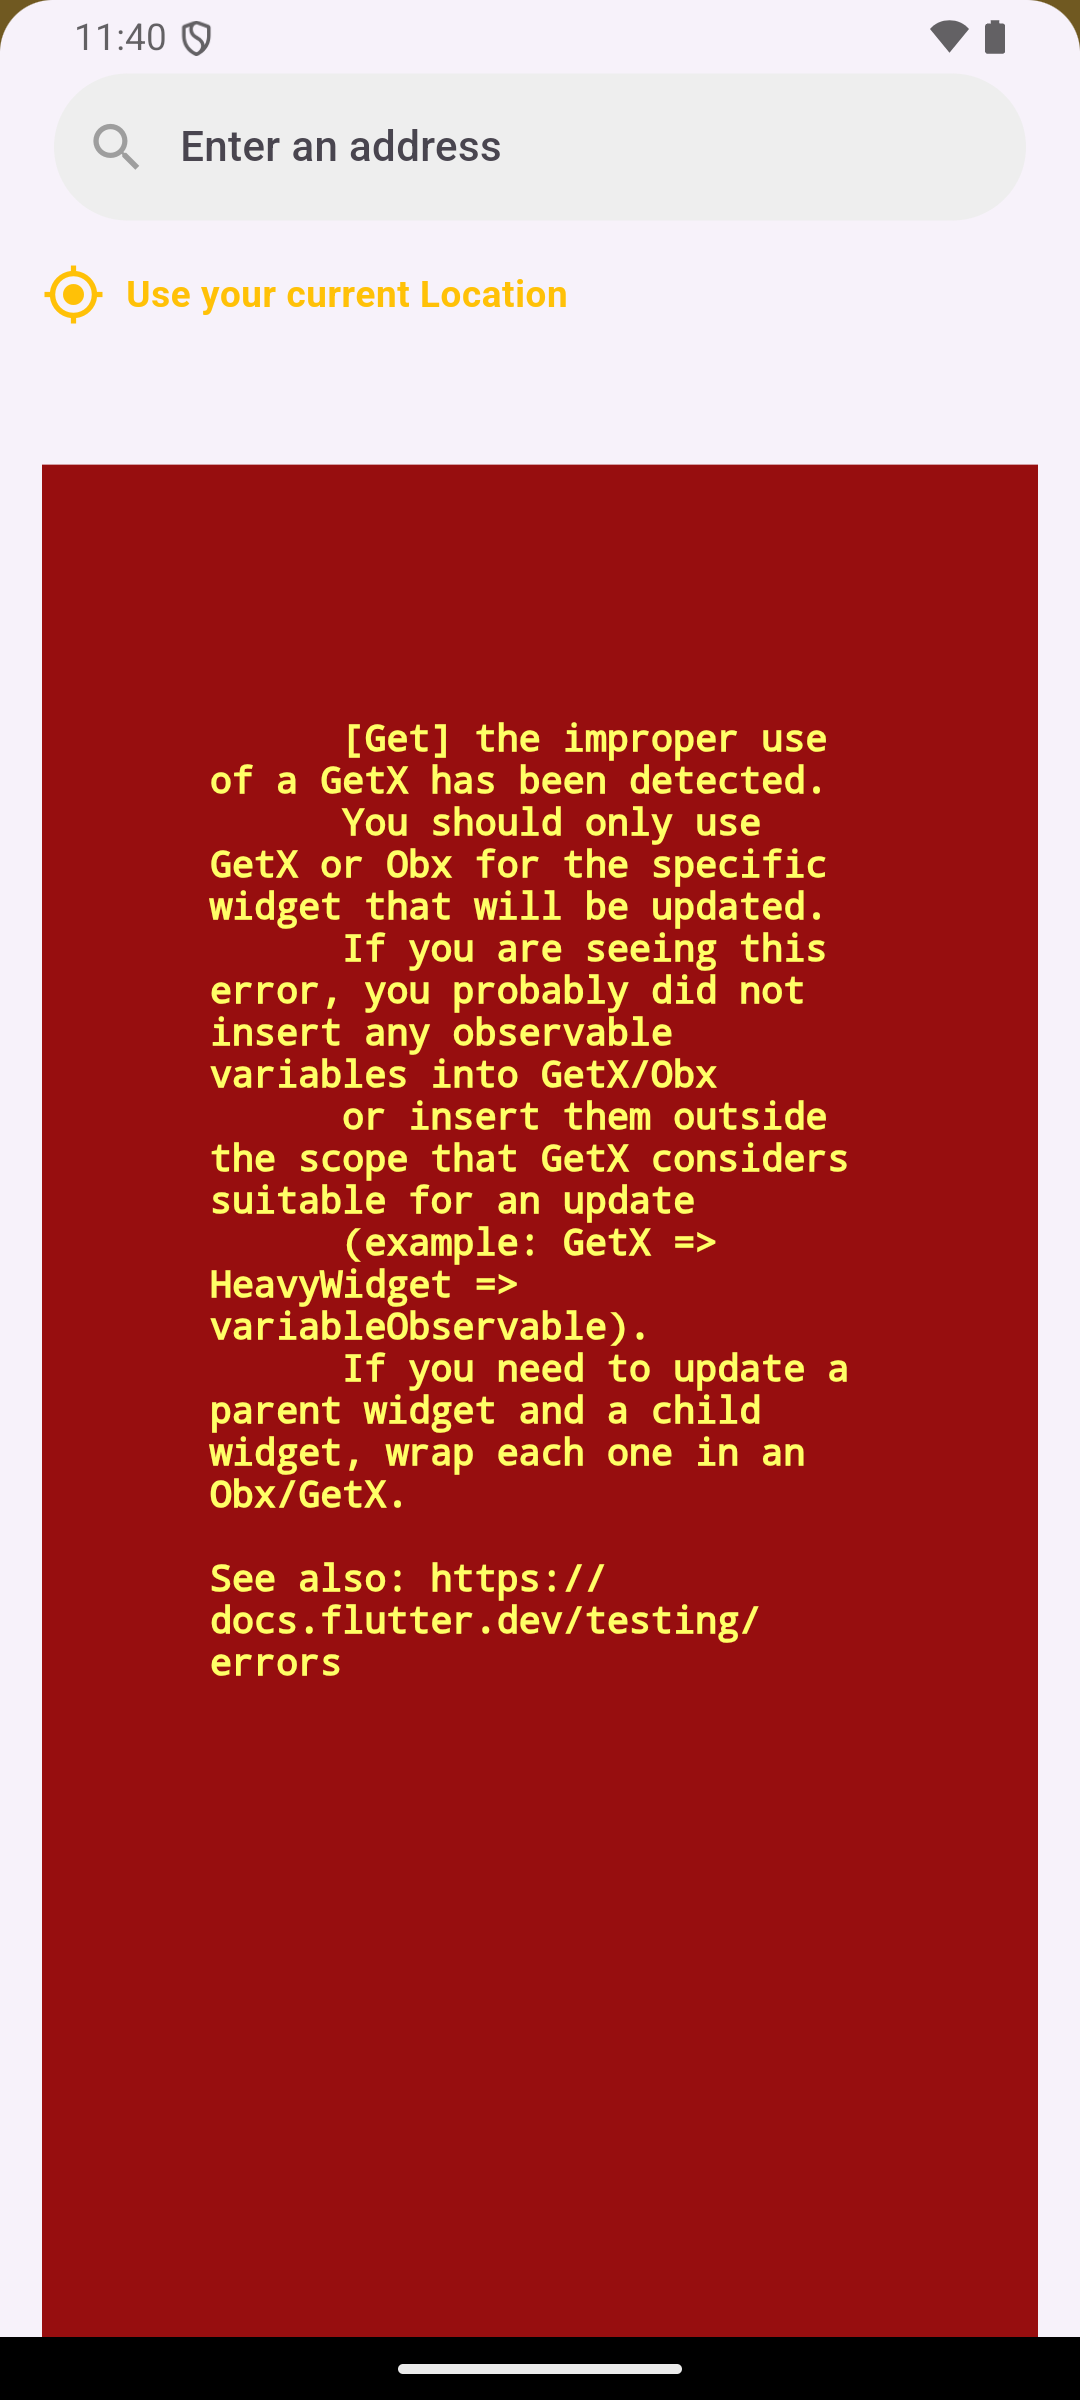 11:40
Enter an address
Use your current Location
[Get] the improper use
of a GetX has been detected.
You should only use
GetX or Obx for the specific
widget that will be updated.
If you are seeing this
error, you probably did not
insert any observable
variables into GetX/Obx
or insert them outside
the scope that GetX considers
suitable for an update
(example: GetX =>
HeavyWidget =>
variableObservable).
If you need to update a
parent widget and a child
widget, wrap each one in an
Obx/GetX.
See also: https://
docs.flutter.dev/testing/
errors